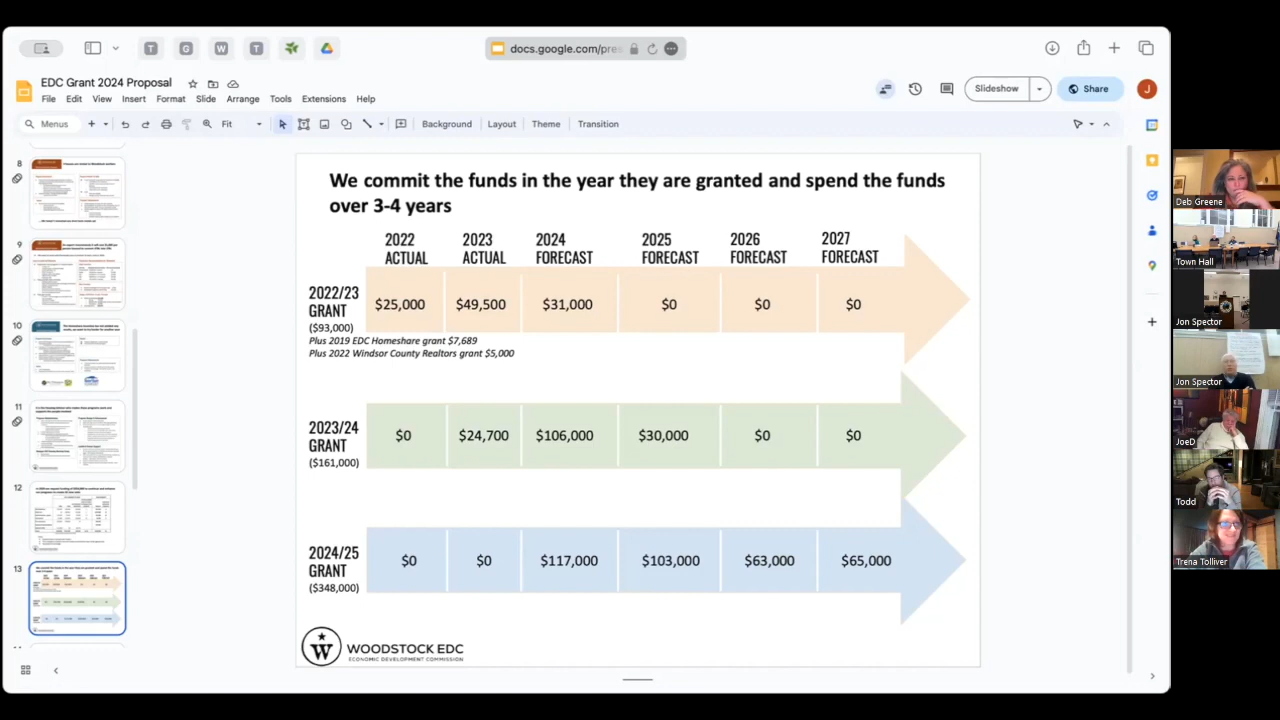 docs.google.com/pres
EDC Grant 2024 Proposal
File Edit View Insert Format Slide Arrange Tools Extensions Help
Slideshow
Share
J
Menus
Fit
Background Layout Theme Transition
T G W T
8
9
10
11
12
13
We commit the funds in the year they are granted and spend the funds
over 3-4 years
2022 2023 2024 2025 2026 2027
ACTUAL ACTUAL FORECAST FORECAST FORECAST FORECAST
2022/23
GRANT
($93,000)
$25,000 $49,500 $31,000 $0 $0 $0
Plus 2019 EDC Homeshare grant $7,689
Plus 2022 Windsor County Realtors grant $5,000
2023/24
GRANT
($161,000)
$0 $24,700 $106,000 $30,000 $0 $0
2024/25
GRANT
($348,000)
$0 $0 $117,000 $103,000 $63,000 $65,000
W
WOODSTOCK EDC
ECONOMIC DEVELOPMENT COMMISSION
Deb Greene
Town Hall
Jon Spector
Jon Spector
JoeD
Todd
Trena Tolliver